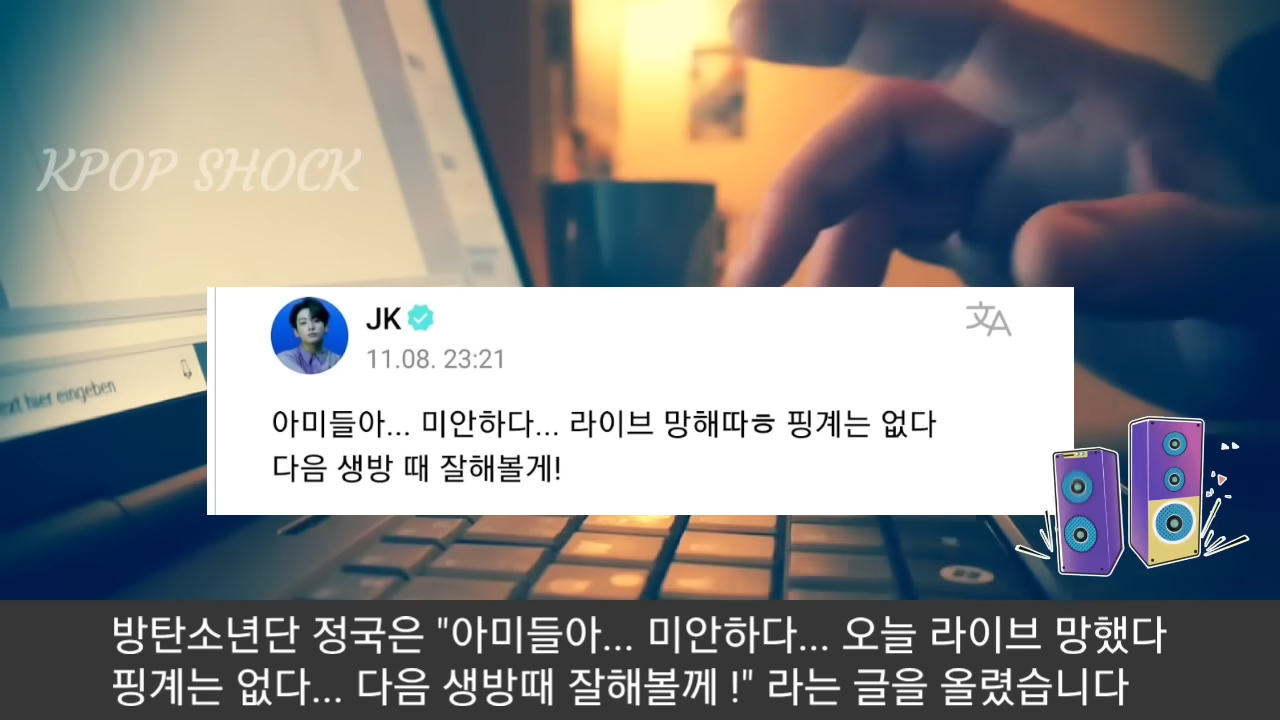 KPOP SHOCK
ext hier eingeben
JK
11.08. 23:21
아미들아... 미안하다... 라이브 망해따ㅎ 핑계는 없다
다음 생방 때 잘해볼게!
방탄소년단 정국은 "아미들아... 미안하다... 오늘 라이브 망했다
핑계는 없다... 다음 생방때 잘해볼께 !" 라는 글을 올렸습니다